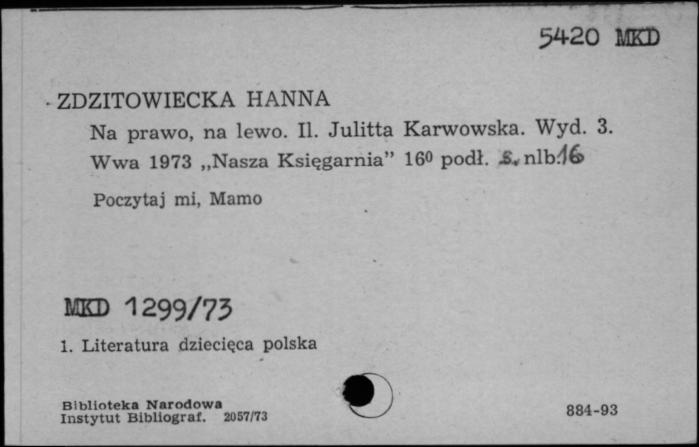 5420 MKD
ZDZITOWIECKA HANNA
Na prawo, na lewo. Il. Julitta Karwowska. Wyd. 3.
Wwa 1973 „Nasza Księgarnia” 16⁰ podł. s. nlb. 16
Poczytaj mi, Mamo
MKD 1299/73
1. Literatura dziecięca polska
Biblioteka Narodowa
Instytut Bibliograf. 2057/73
884-93